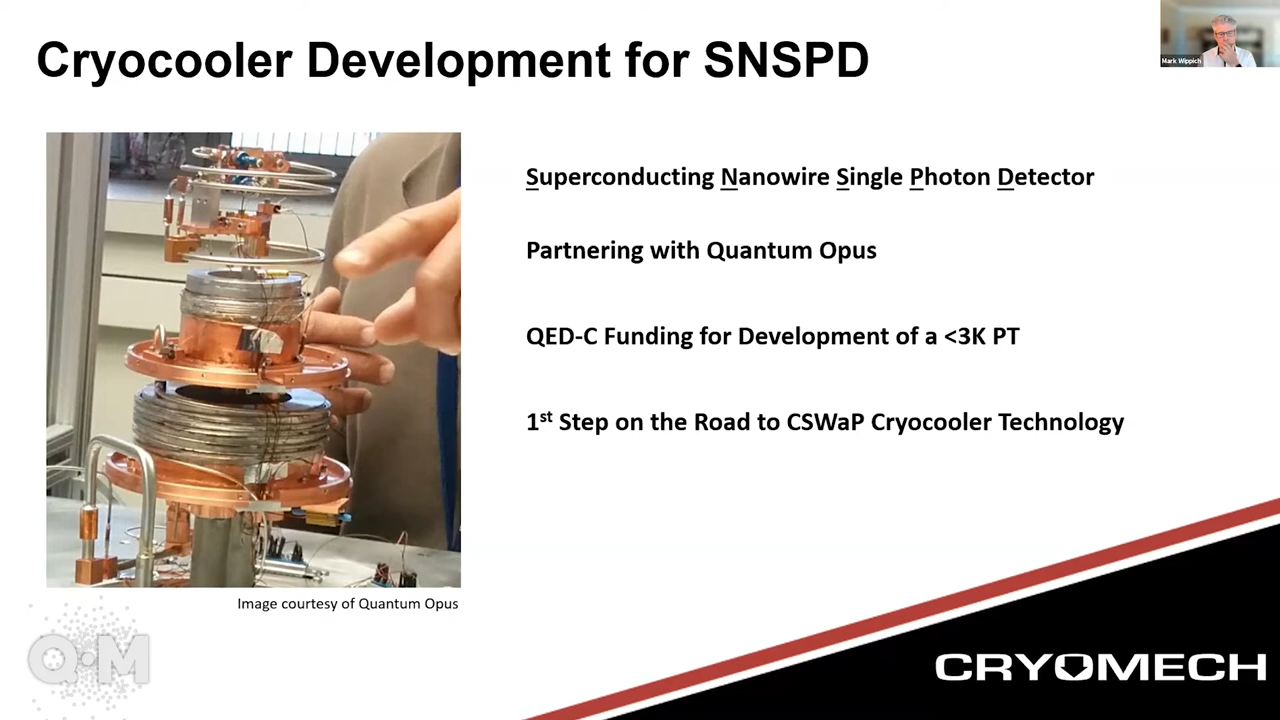 Cryocooler Development for SNSPD
Mark Wippich
Superconducting Nanowire Single Photon Detector
Partnering with Quantum Opus
QED-C Funding for Development of a <3K PT
1st Step on the Road to CSWaP Cryocooler Technology
Image courtesy of Quantum Opus
Q·M
CRYOMECH